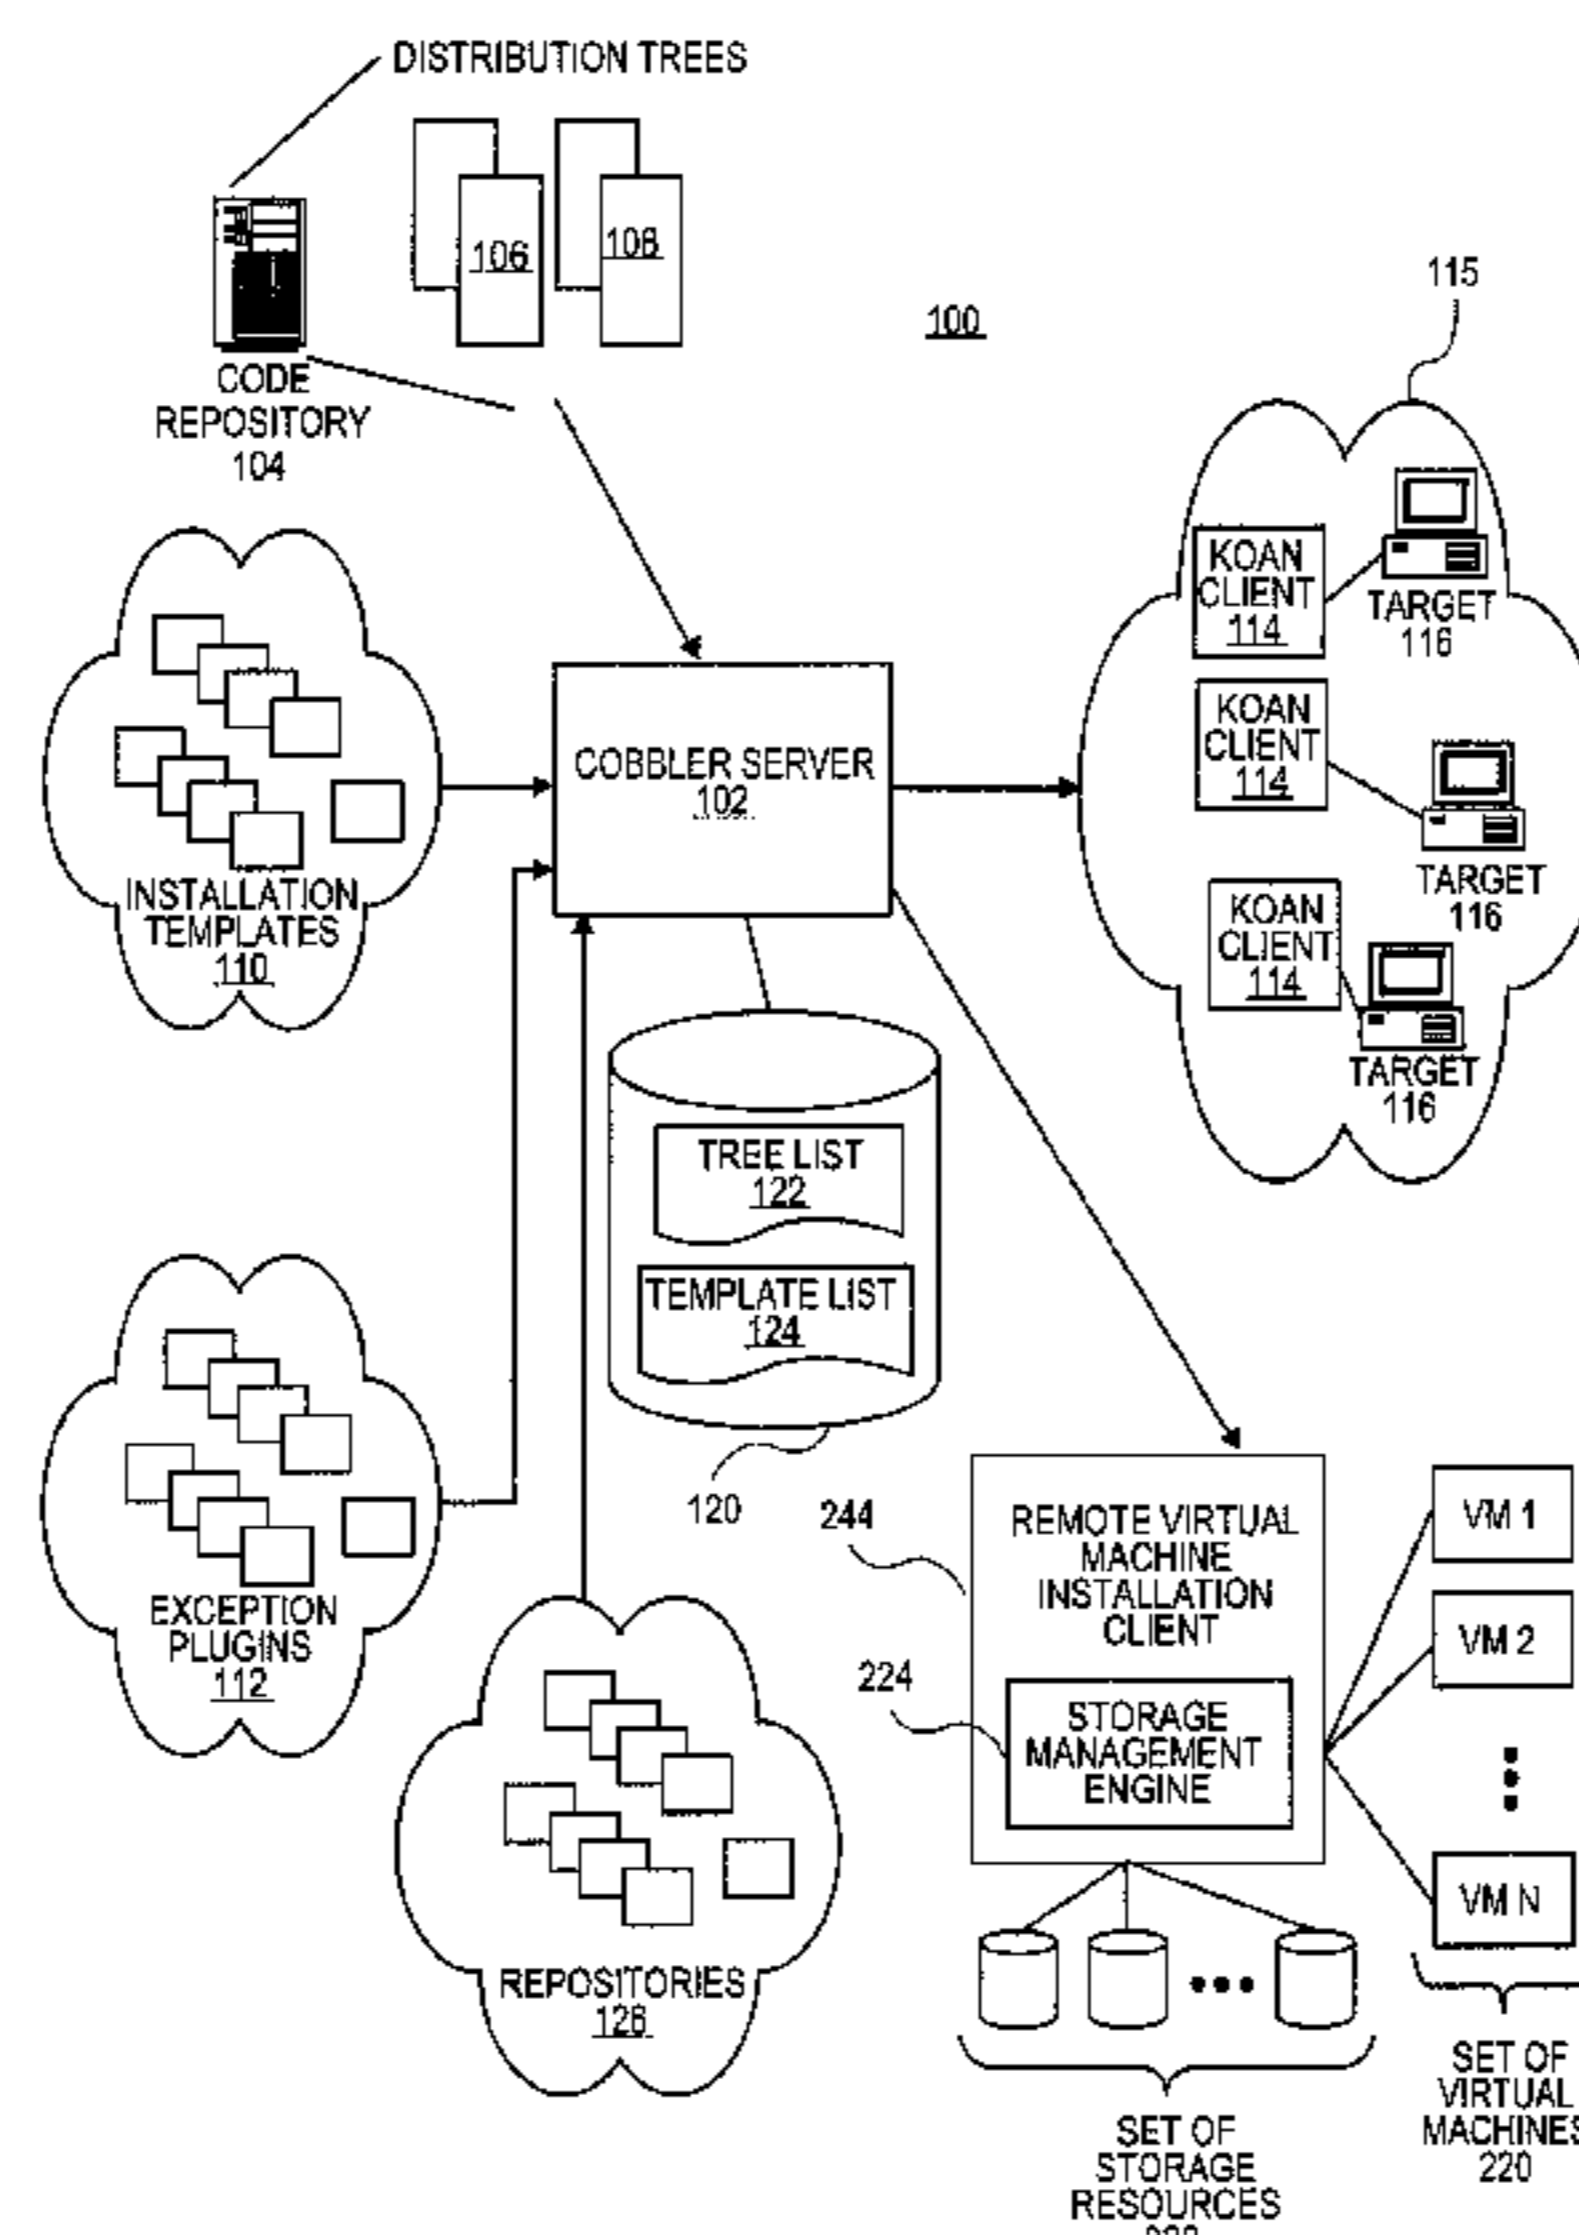 DISTRIBUTION TREES
106
108
100
115
CODE
REPOSITORY
104
KOAN
CLIENT
114
TARGET
116
KOAN
CLIENT
114
TARGET
116
KOAN
CLIENT
114
TARGET
116
COBBLER SERVER
102
INSTALLATION
TEMPLATES
110
TREE LIST
122
TEMPLATE LIST
124
120
EXCEPTION
PLUGINS
112
244
REMOTE VIRTUAL
MACHINE
INSTALLATION
CLIENT
224
STORAGE
MANAGEMENT
ENGINE
VM 1
VM 2
VM N
REPOSITORIES
126
SET OF
STORAGE
RESOURCES
SET OF
VIRTUAL
MACHINES
220